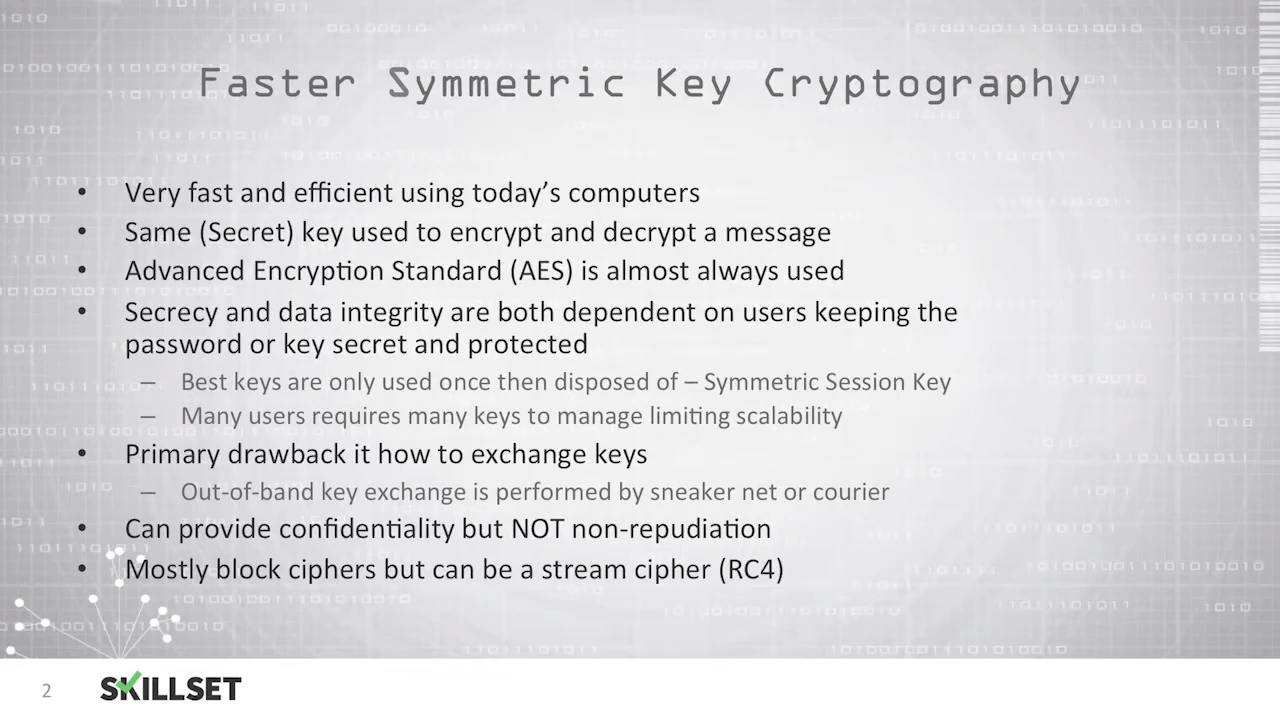 Faster Symmetric Key Cryptography
• Very fast and efficient using today’s computers
• Same (Secret) key used to encrypt and decrypt a message
• Advanced Encryption Standard (AES) is almost always used
• Secrecy and data integrity are both dependent on users keeping the
password or key secret and protected
– Best keys are only used once then disposed of – Symmetric Session Key
– Many users requires many keys to manage limiting scalability
• Primary drawback it how to exchange keys
– Out-of-band key exchange is performed by sneaker net or courier
• Can provide confidentiality but NOT non-repudiation
• Mostly block ciphers but can be a stream cipher (RC4)
2
SKILLSET